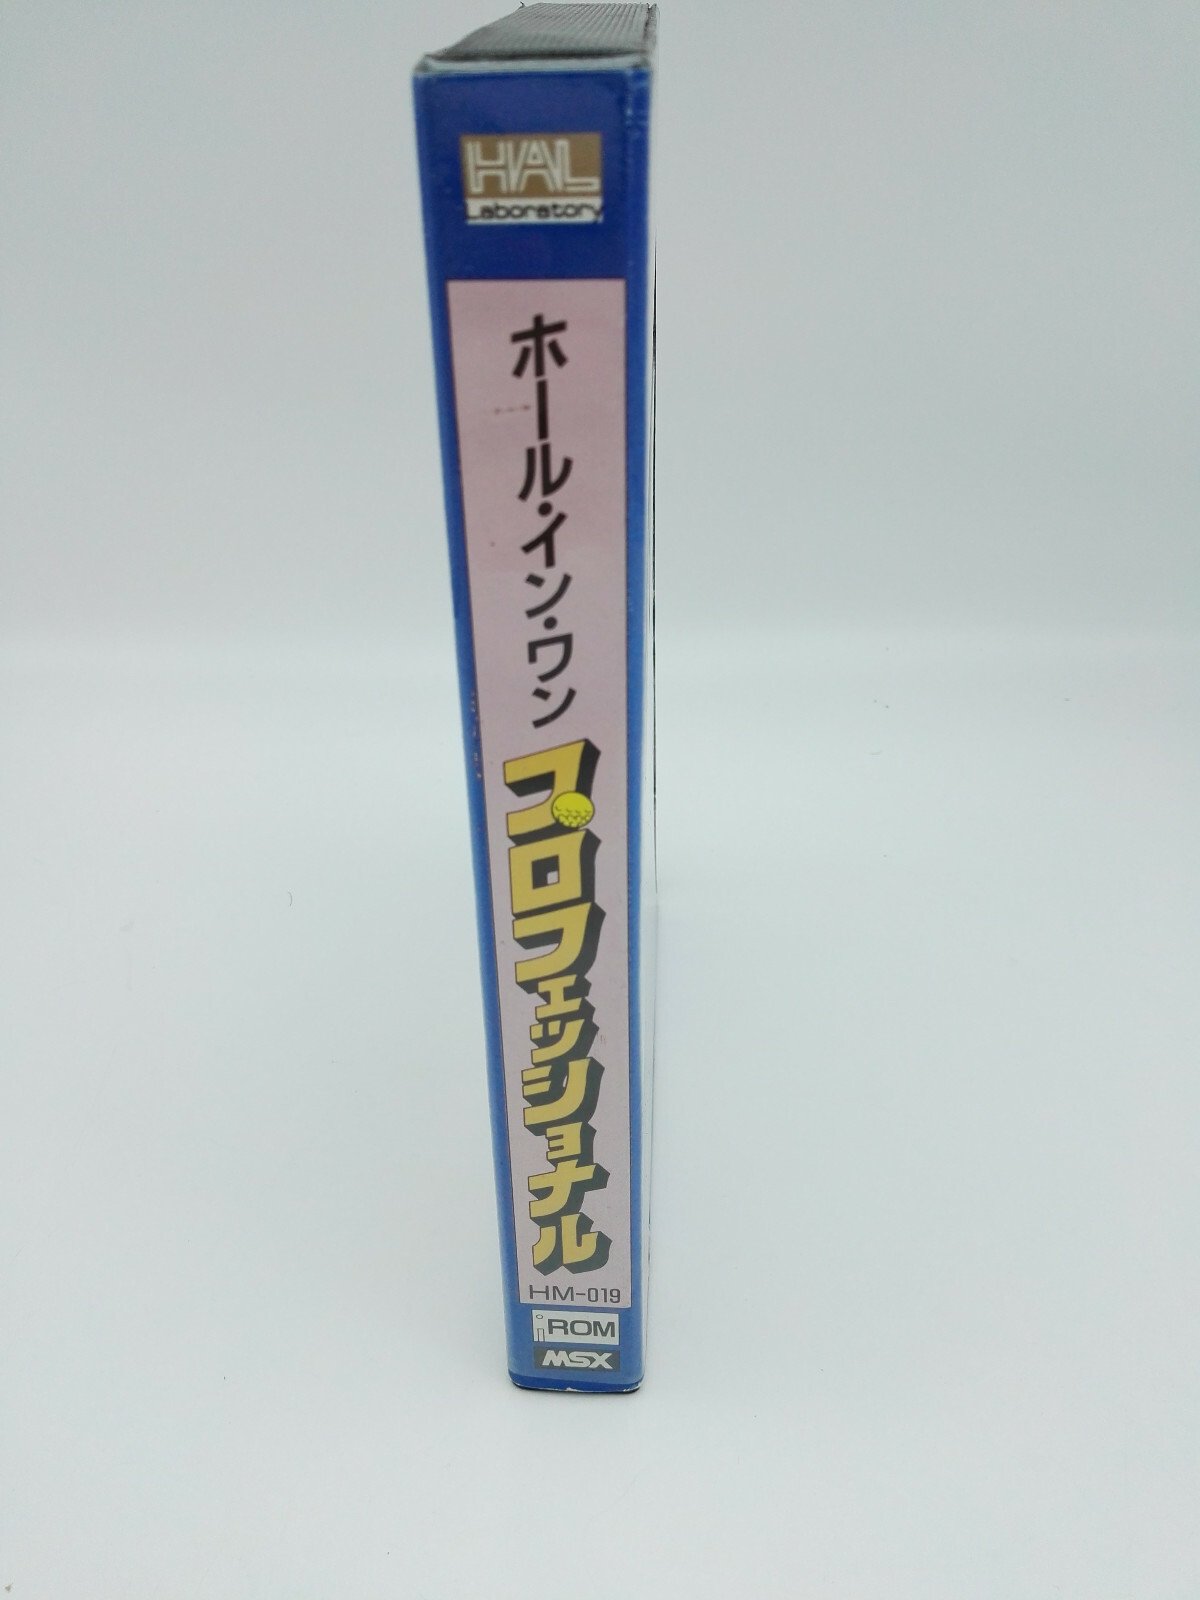 HAL
Laboratory
ホール・イン・ワン
プロフェッショナル
HM-019
ROM
MSX